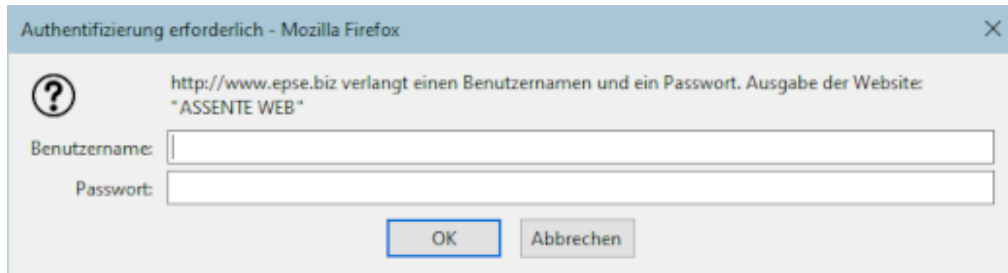 Authentifizierung erforderlich - Mozilla Firefox
http://www.epse.biz verlangt einen Benutzernamen und ein Passwort. Ausgabe der Website:
"ASSENTE WEB"
Benutzername:
Passwort:
OK Abbrechen